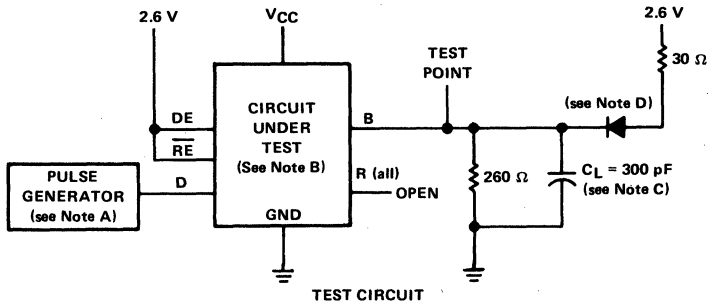 2.6 V
VCC
2.6 V
TEST
POINT
30 Ω
DE
CIRCUIT
UNDER
TEST
(See Note B)
B
(see Note D)
RE
PULSE
GENERATOR
(see Note A)
D
R (all)
OPEN
260 Ω
CL = 300 pF
(see Note C)
GND
TEST CIRCUIT